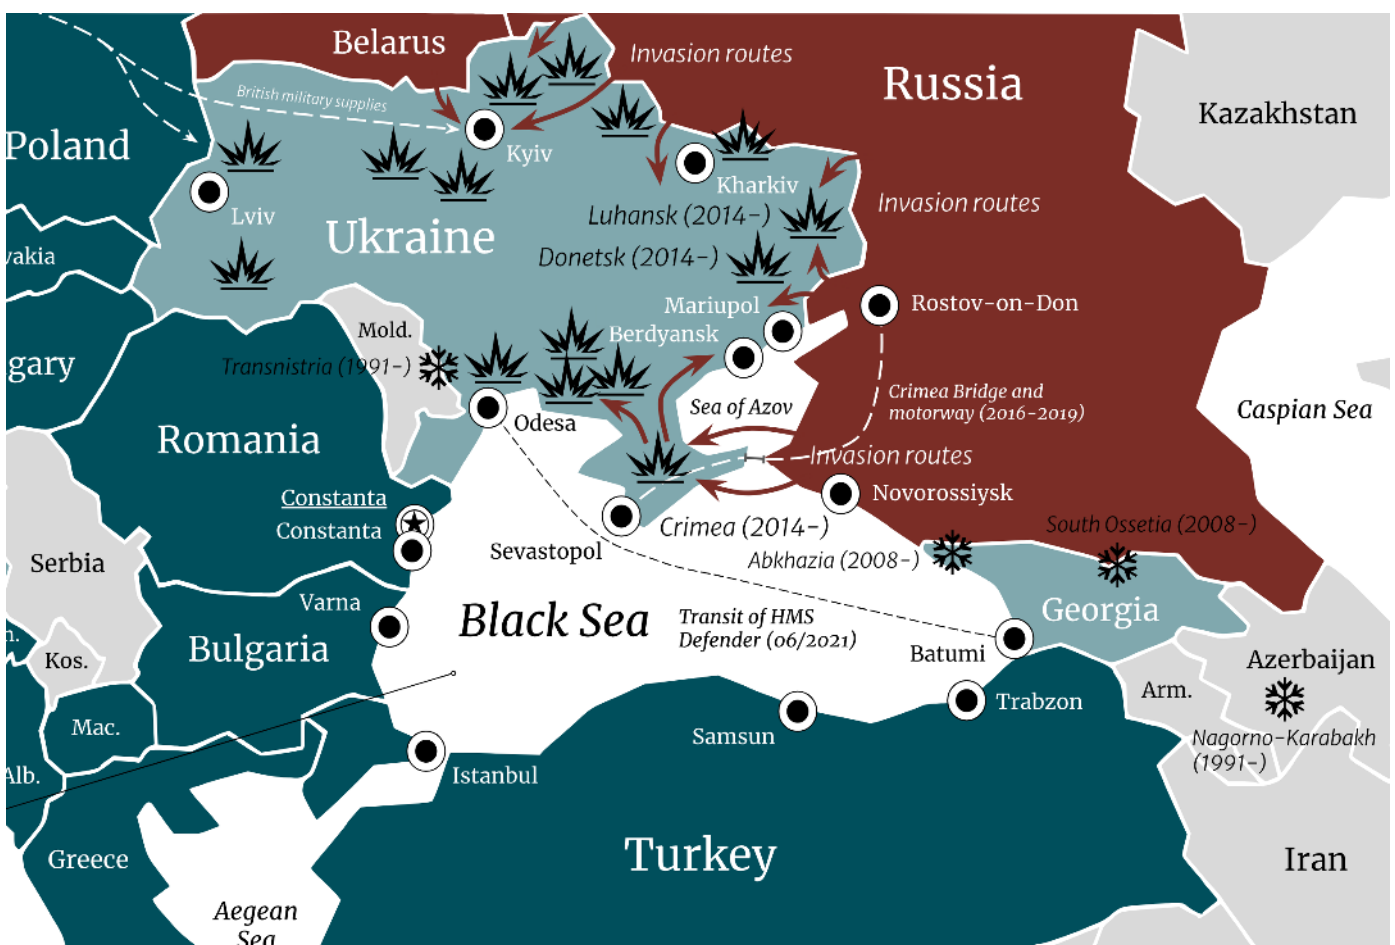 Belarus
Invasion routes
Russia
Kazakhstan
British military supplies
Poland
Kyiv
Kharkiv
Lviv
Luhansk (2014-)
Invasion routes
Ukraine
Donetsk (2014-)
vakia
Mariupol
Rostov-on-Don
Mold.
Berdyansk
gary
Transnistria (1991-)
Crimea Bridge and
motorway (2016-2019)
Sea of Azov
Caspian Sea
Odesa
Romania
Invasion routes
Constanta
Novorossiysk
Constanta
Crimea (2014-)
South Ossetia (2008-)
Sevastopol
Abkhazia (2008-)
Serbia
Varna
Black Sea
Transit of HMS
Defender (06/2021)
Georgia
n.
Bulgaria
Kos.
Batumi
Azerbaijan
Arm.
Trabzon
Mac.
Samsun
Nagorno-Karabakh
(1991-)
Alb.
Istanbul
Greece
Turkey
Iran
Aegean
Sea